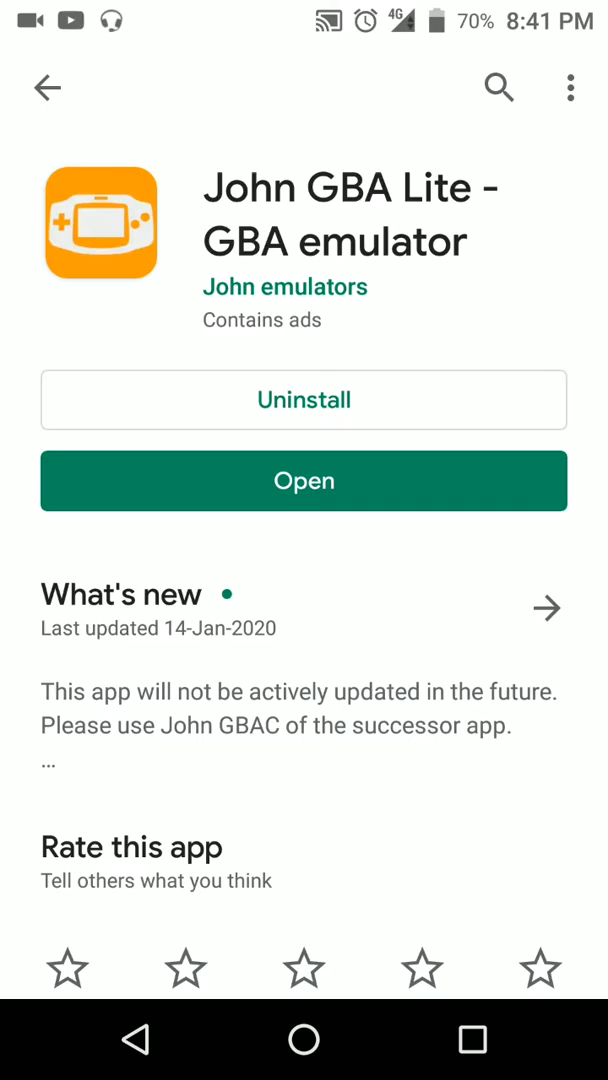 4G 70% 8:41 PM
John GBA Lite -
GBA emulator
John emulators
Contains ads
Uninstall
Open
What's new
Last updated 14-Jan-2020
This app will not be actively updated in the future.
Please use John GBAC of the successor app.
...
Rate this app
Tell others what you think